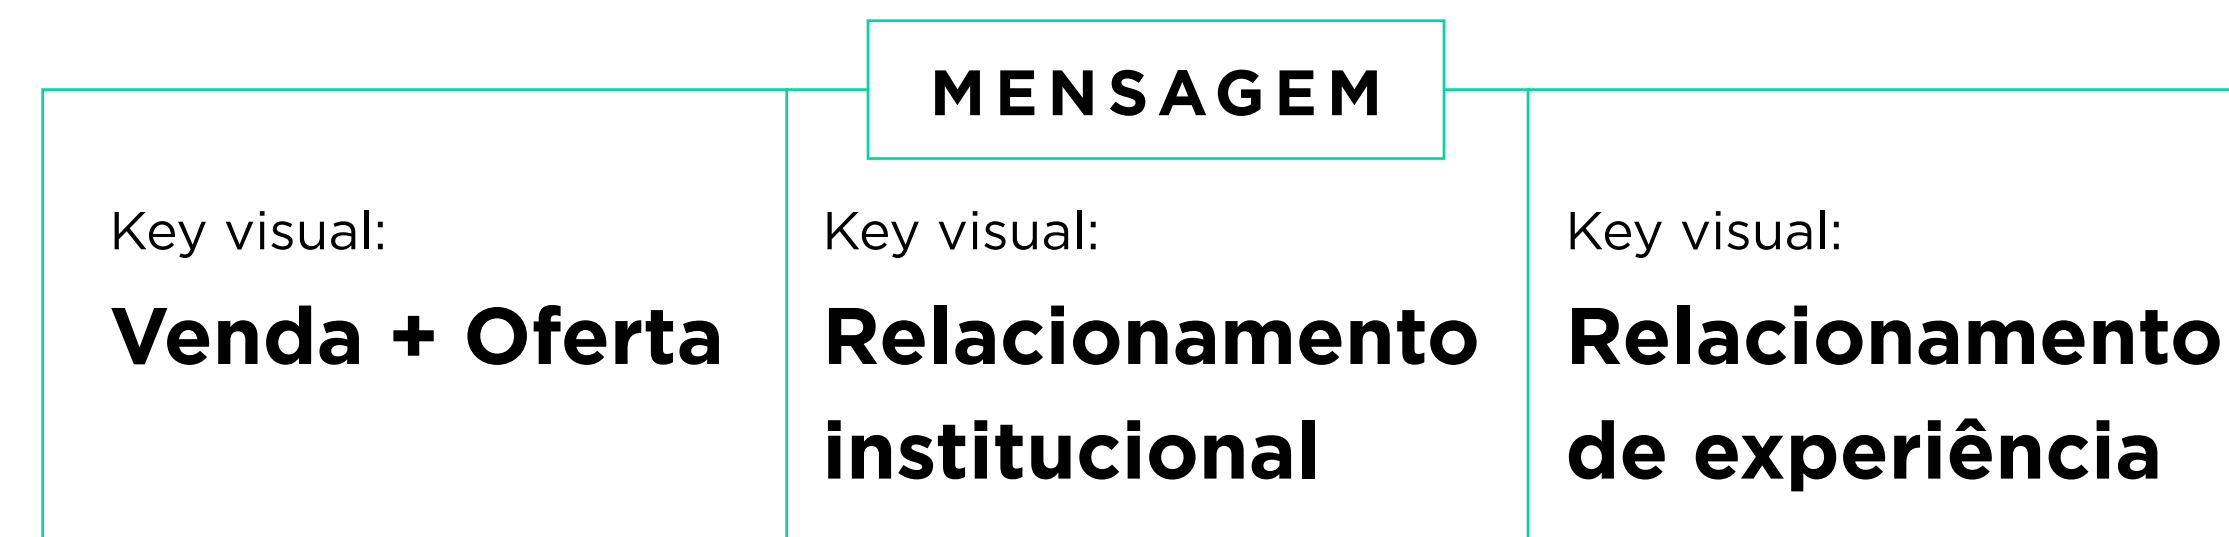 MENSAGEM
Key visual:
Venda + Oferta
Key visual:
Relacionamento
institucional
Key visual:
Relacionamento
de experiência